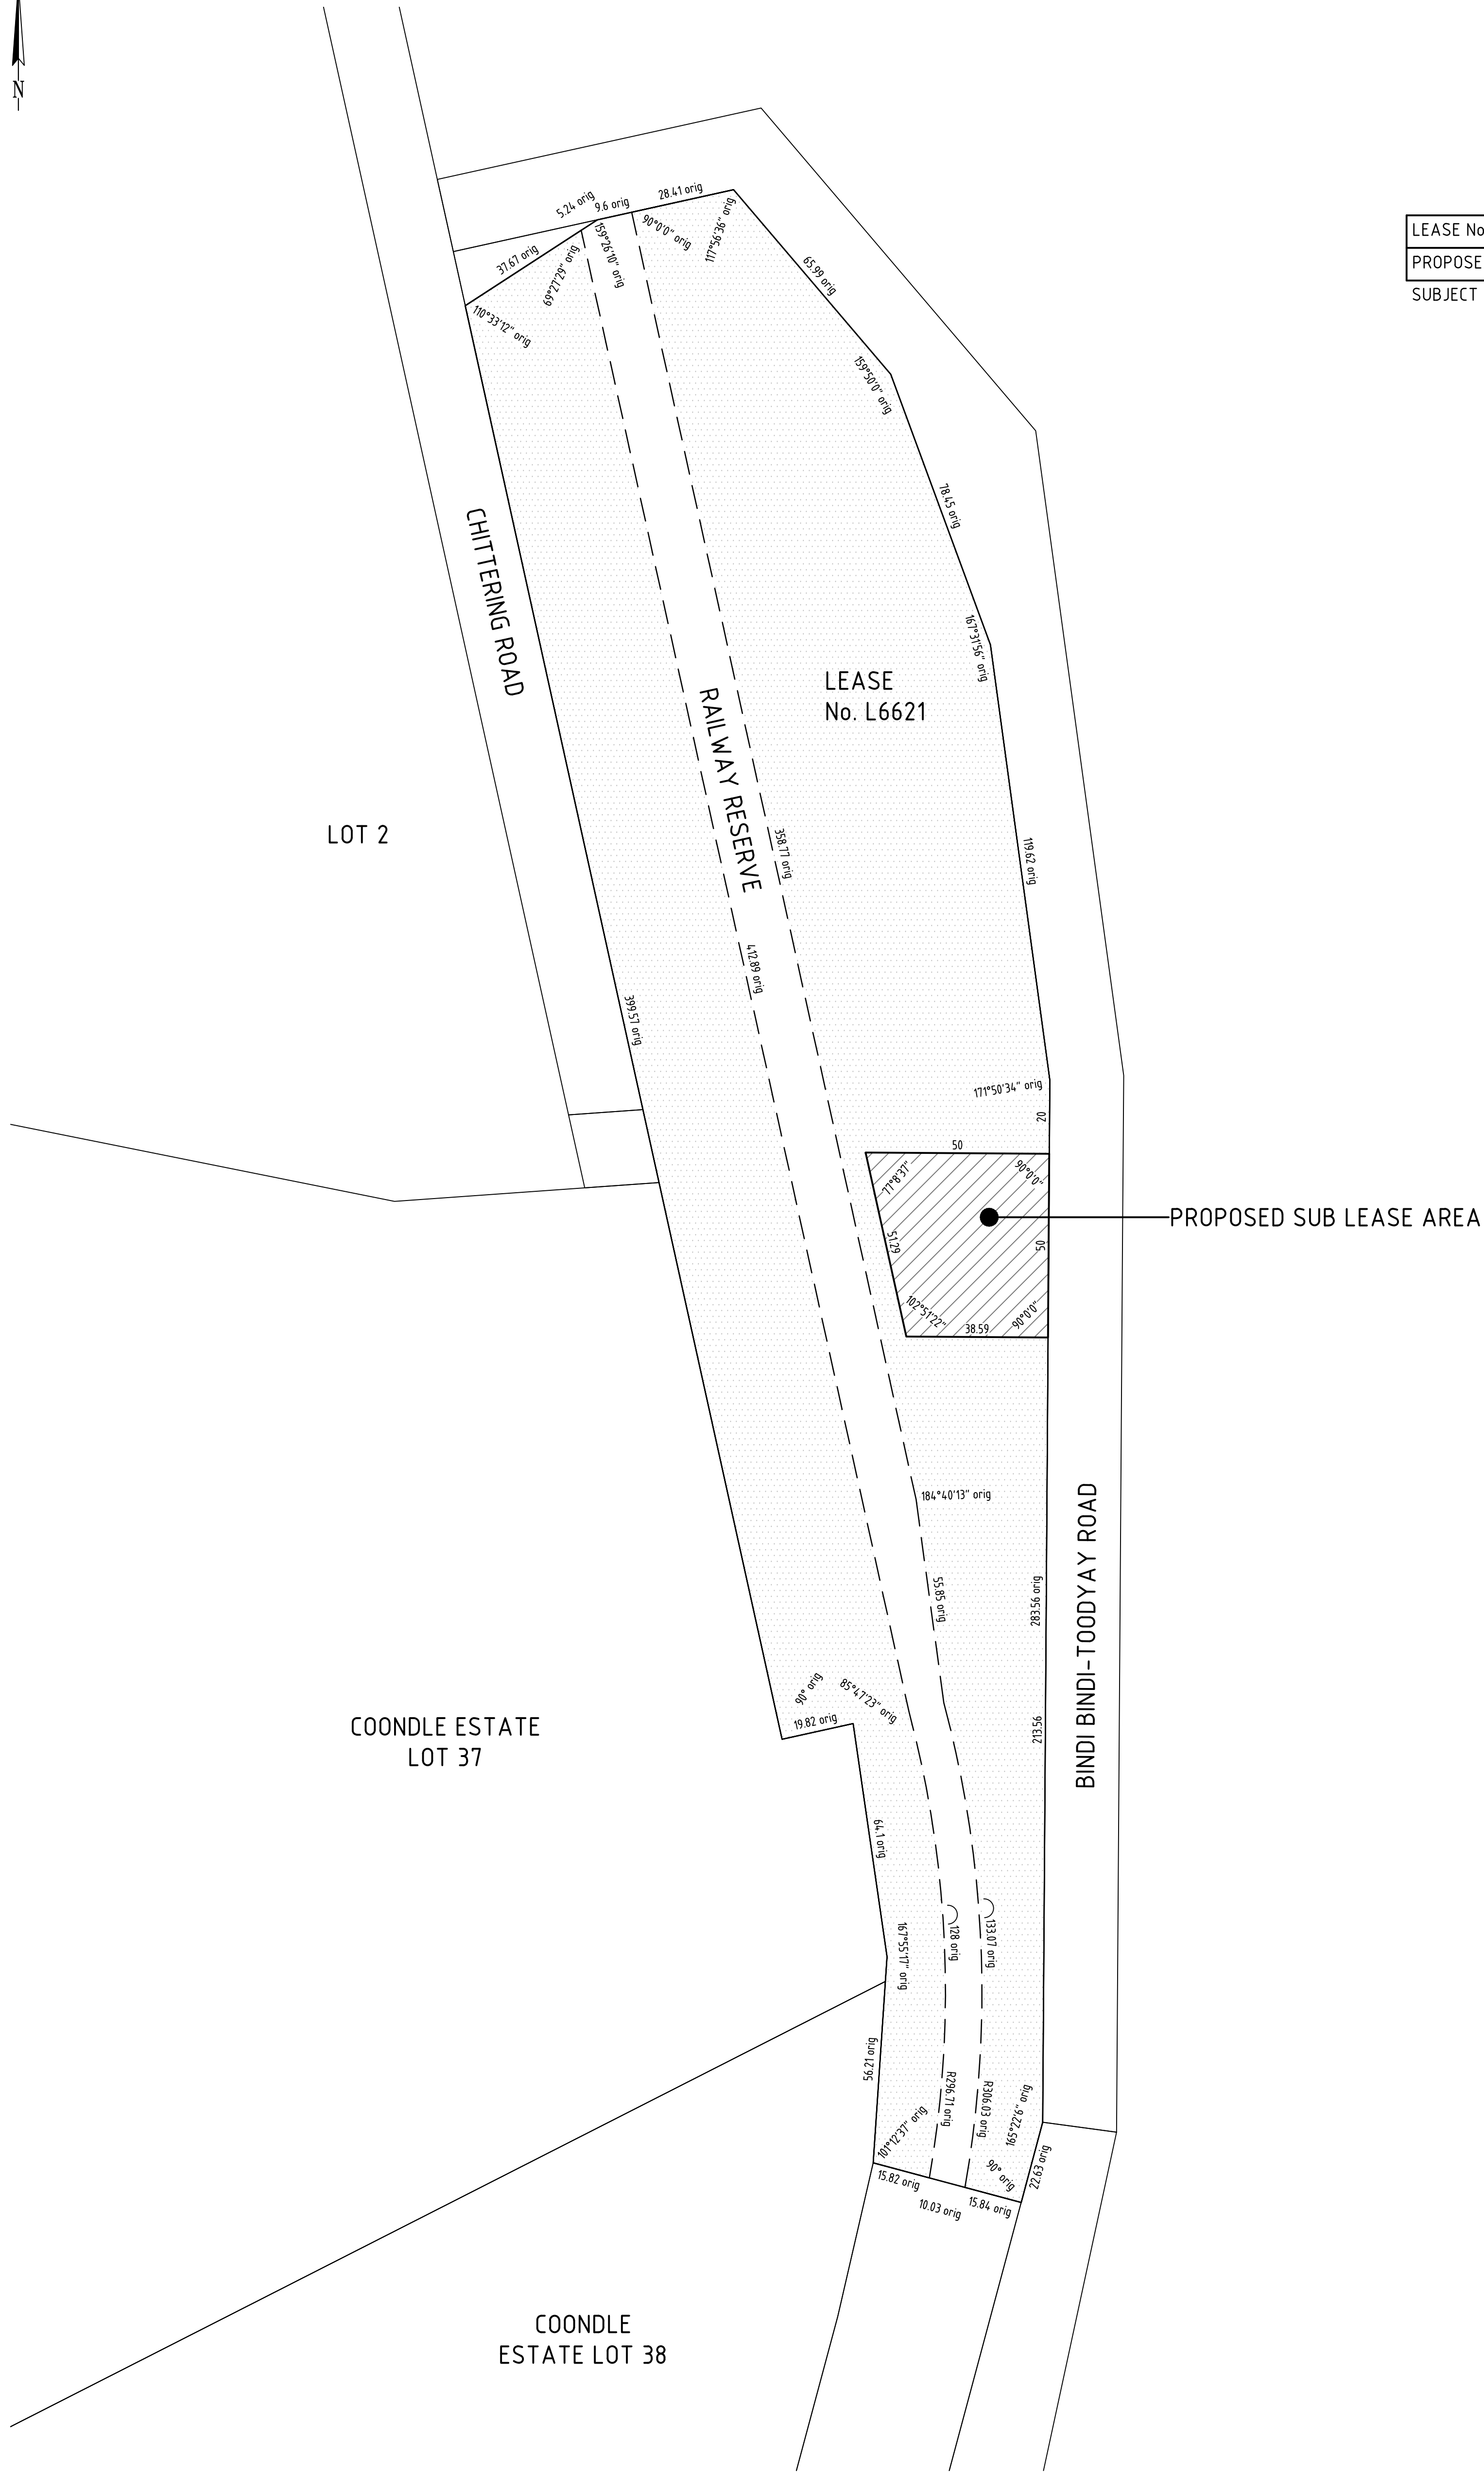 N
5.24 orig
9.6 orig
28.41 orig
LEASE No
PROPOSE
SUBJECT
37.67 orig
69°27'29" orig
159°26'10" orig
90°0'0" orig
117°56'36" orig
65.99 orig
110°33'12" orig
159°50'0" orig
78.45 orig
CHITTERING ROAD
167°31'56" orig
LEASE
No. L6621
RAILWAY RESERVE
LOT 2
358.77 orig
119.62 orig
412.89 orig
399.57 orig
171°50'34" orig
20
50
77°8'37"
90°0'0"
PROPOSED SUB LEASE AREA
51.29
50
102°51'22"
38.59
90°0'0"
184°40'13" orig
55.85 orig
283.56 orig
BINDI BINDI-TOODYAY ROAD
90° orig
85°47'23" orig
19.82 orig
213.56
COONDLE ESTATE
LOT 37
64.1 orig
167°55'17" orig
128 orig
133.07 orig
56.21 orig
R296.71 orig
R306.03 orig
165°22'6" orig
101°12'37" orig
90° orig
22.63 orig
15.82 orig
10.03 orig
15.84 orig
COONDLE
ESTATE LOT 38